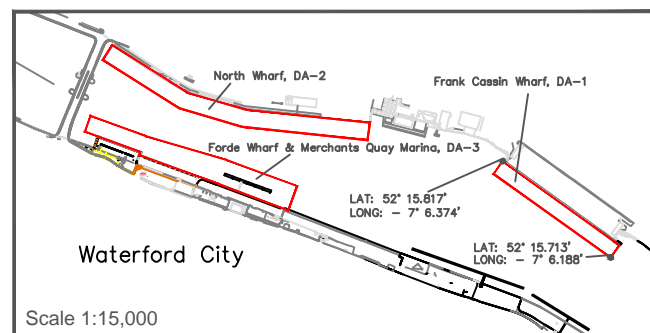 North Wharf, DA-2
Frank Cassin Wharf, DA-1
Forde Wharf & Merchants Quay Marina, DA-3
LAT: 52° 15.817'
LONG: - 7° 6.374'
LAT: 52° 15.713'
LONG: - 7° 6.188'
Waterford City
Scale 1:15,000